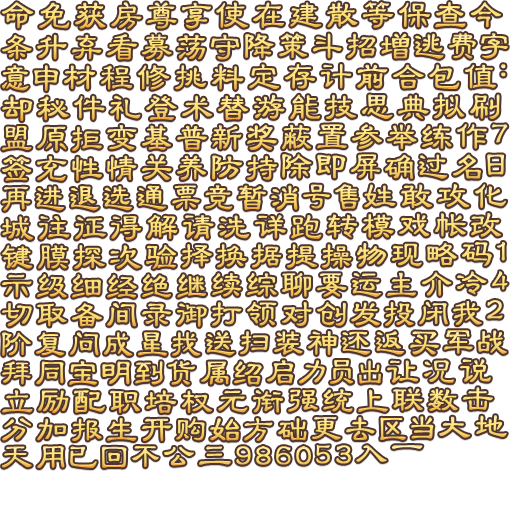 命免获房尊享使在建散等保查今
条升弃看募荡守降策斗招增逃费字
意申材程修挑料定存计前合包值:
却秘件礼登术替游能技思典拟刷
盟原拒变基普新奖蔽置参举练作7
签充性情关养防持除即屏确过名日
再进退选通票竞暂消号售姓敢攻化
城注征得解请洗详跑转模戏帐改
键膜探次验择换据提操物现略码1
示级细经绝继续综聊要运主介冷4
切取备间录御打领对创发投闭我2
阶复问成星找送扫装神还返买军战
拜同宝明到货属绍启力员出让况说
立励配职培权元衔强统上联数击
分加报生开购始方础更去区当大地
天用已回不公三986053入一